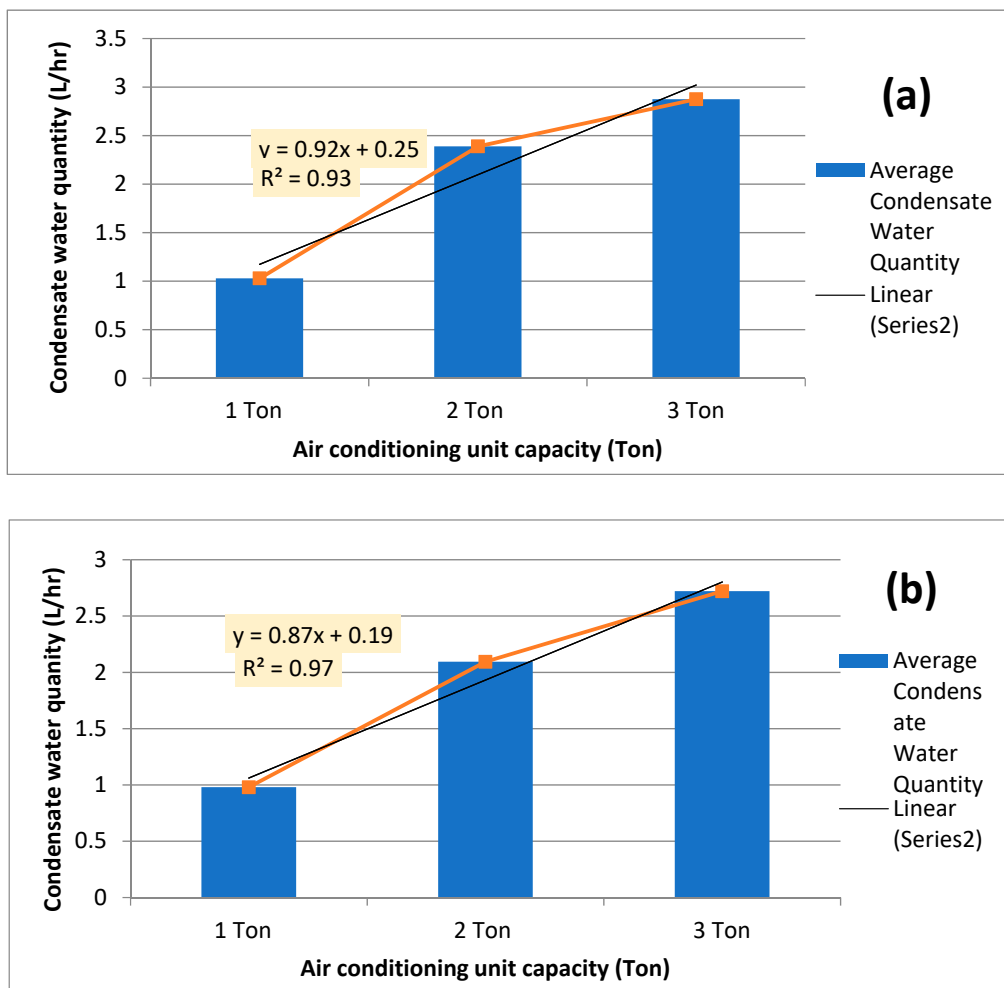 3.5
3
2.5
2
1.5
1
0.5
0
Condensate water quantity (L/hr)
v = 0.92x + 0.25
R² = 0.93
1 Ton
2 Ton
3 Ton
Air conditioning unit capacity (Ton)
(a)
Average
Condensate
Water
Quantity
Linear
(Series2)
3
2.5
2
1.5
1
0.5
0
Condensate water quanity (L/hr)
y = 0.87x + 0.19
R² = 0.97
1 Ton
2 Ton
3 Ton
Air conditioning unit capacity (Ton)
(b)
Average
Condens
ate
Water
Quantity
Linear
(Series2)